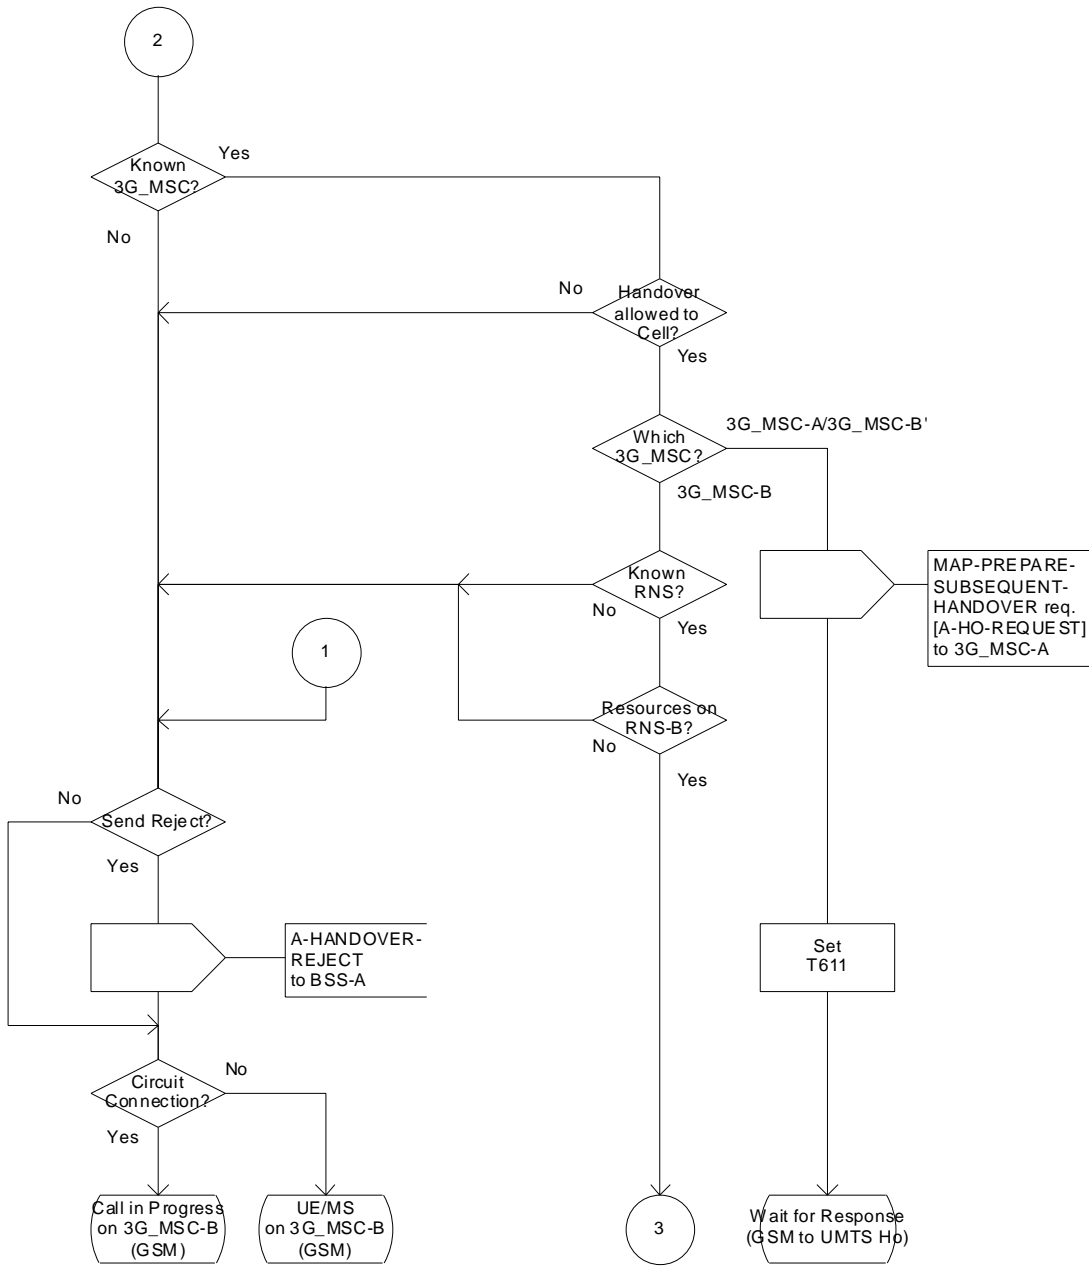 2
Known
3G_MSC?
Yes
No
Handover
allowed to
Cell?
No
Yes
Which
3G_MSC?
3G_MSC-A/3G_MSC-B'
3G_MSC-B
Known
RNS?
No
Yes
MAP-PREPARE-
SUBSEQUENT-
HANDOVER req.
[A-HO-REQUEST]
to 3G_MSC-A
1
Resources on
RNS-B?
No
Yes
No
Send Reject?
Yes
A-HANDOVER-
REJECT
to BSS-A
Set
T611
Circuit
Connection?
No
Yes
Call in Progress
on 3G_MSC-B
(GSM)
UE/MS
on 3G_MSC-B
(GSM)
3
Wait for Response
(GSM to UMTS Ho)